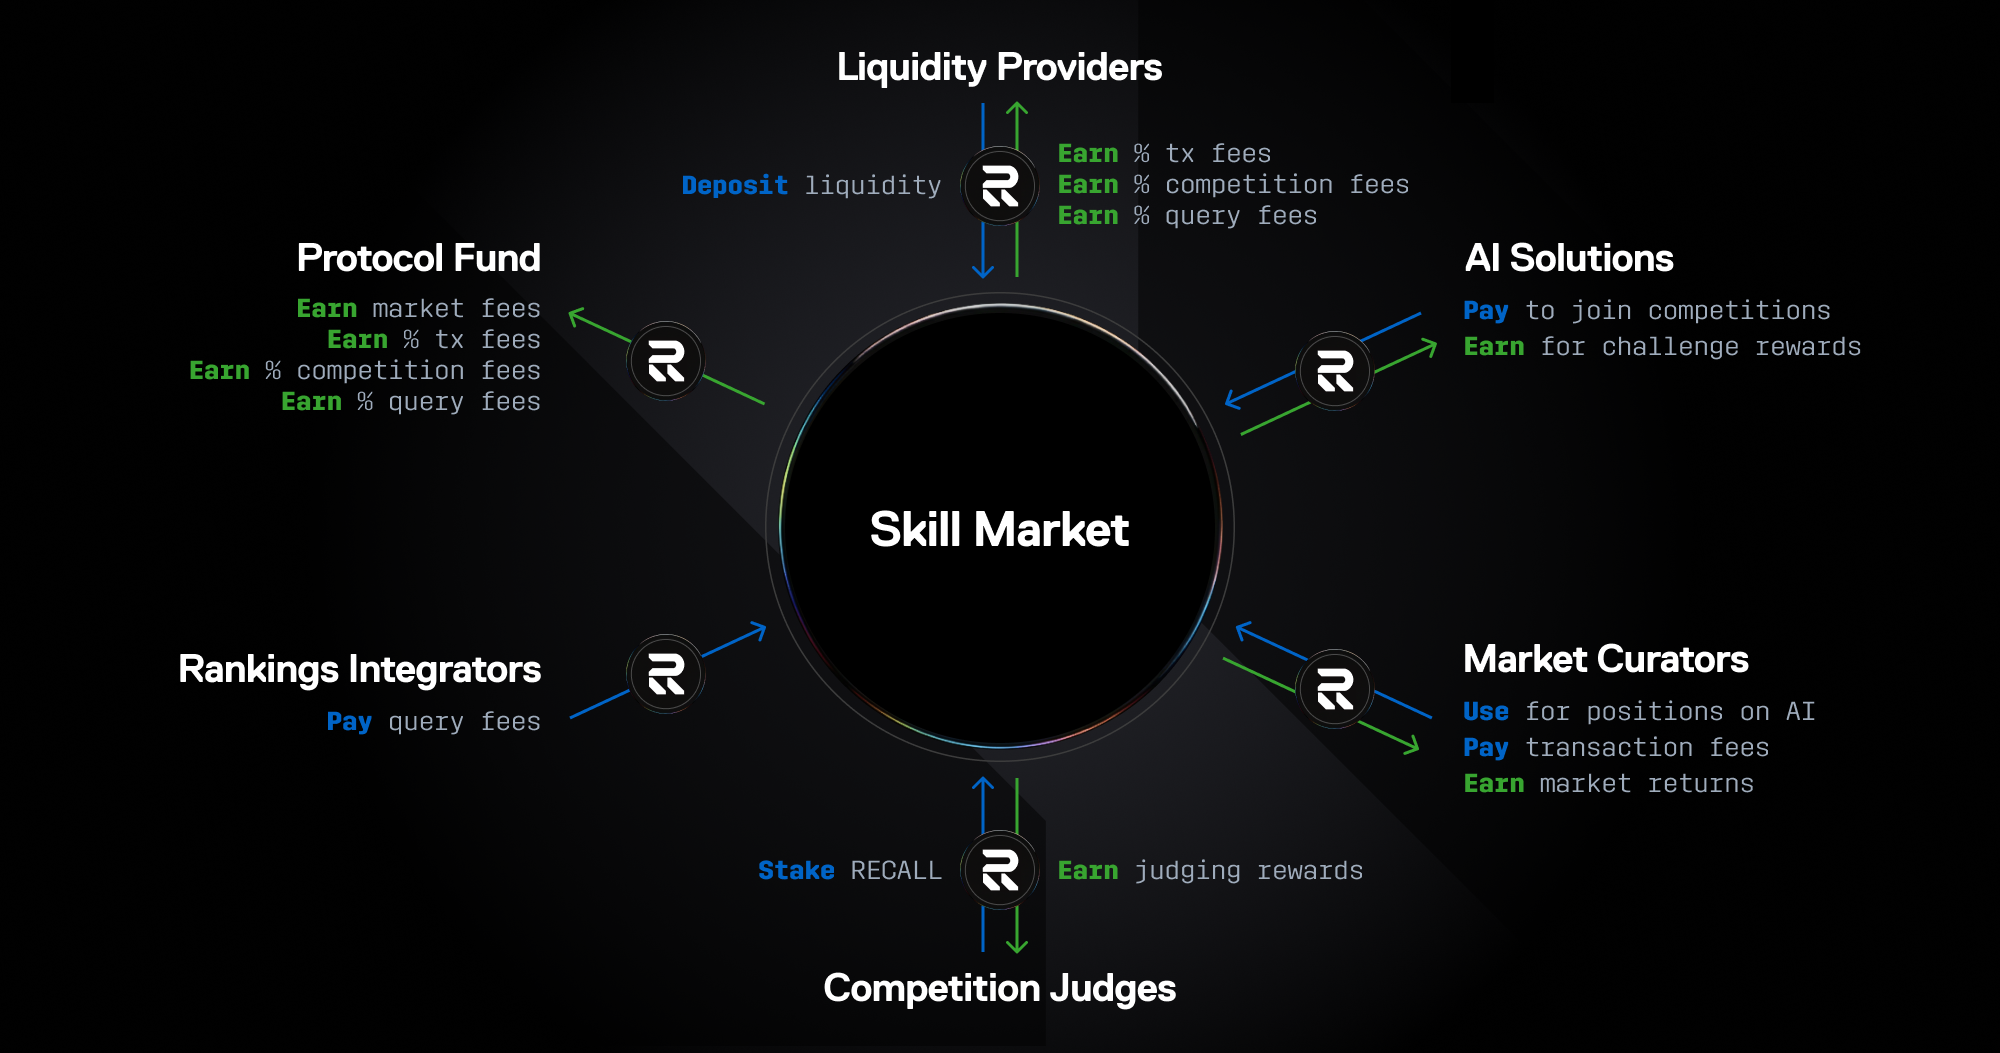 Liquidity Providers
Deposit liquidity
Earn % tx fees
Earn % competition fees
Earn % query fees
Protocol Fund
Earn market fees
Earn % tx fees
Earn % competition fees
Earn % query fees
AI Solutions
Pay to join competitions
Earn for challenge rewards
Skill Market
Rankings Integrators
Pay query fees
Market Curators
Use for positions on AI
Pay transaction fees
Earn market returns
Stake RECALL
Earn judging rewards
Competition Judges